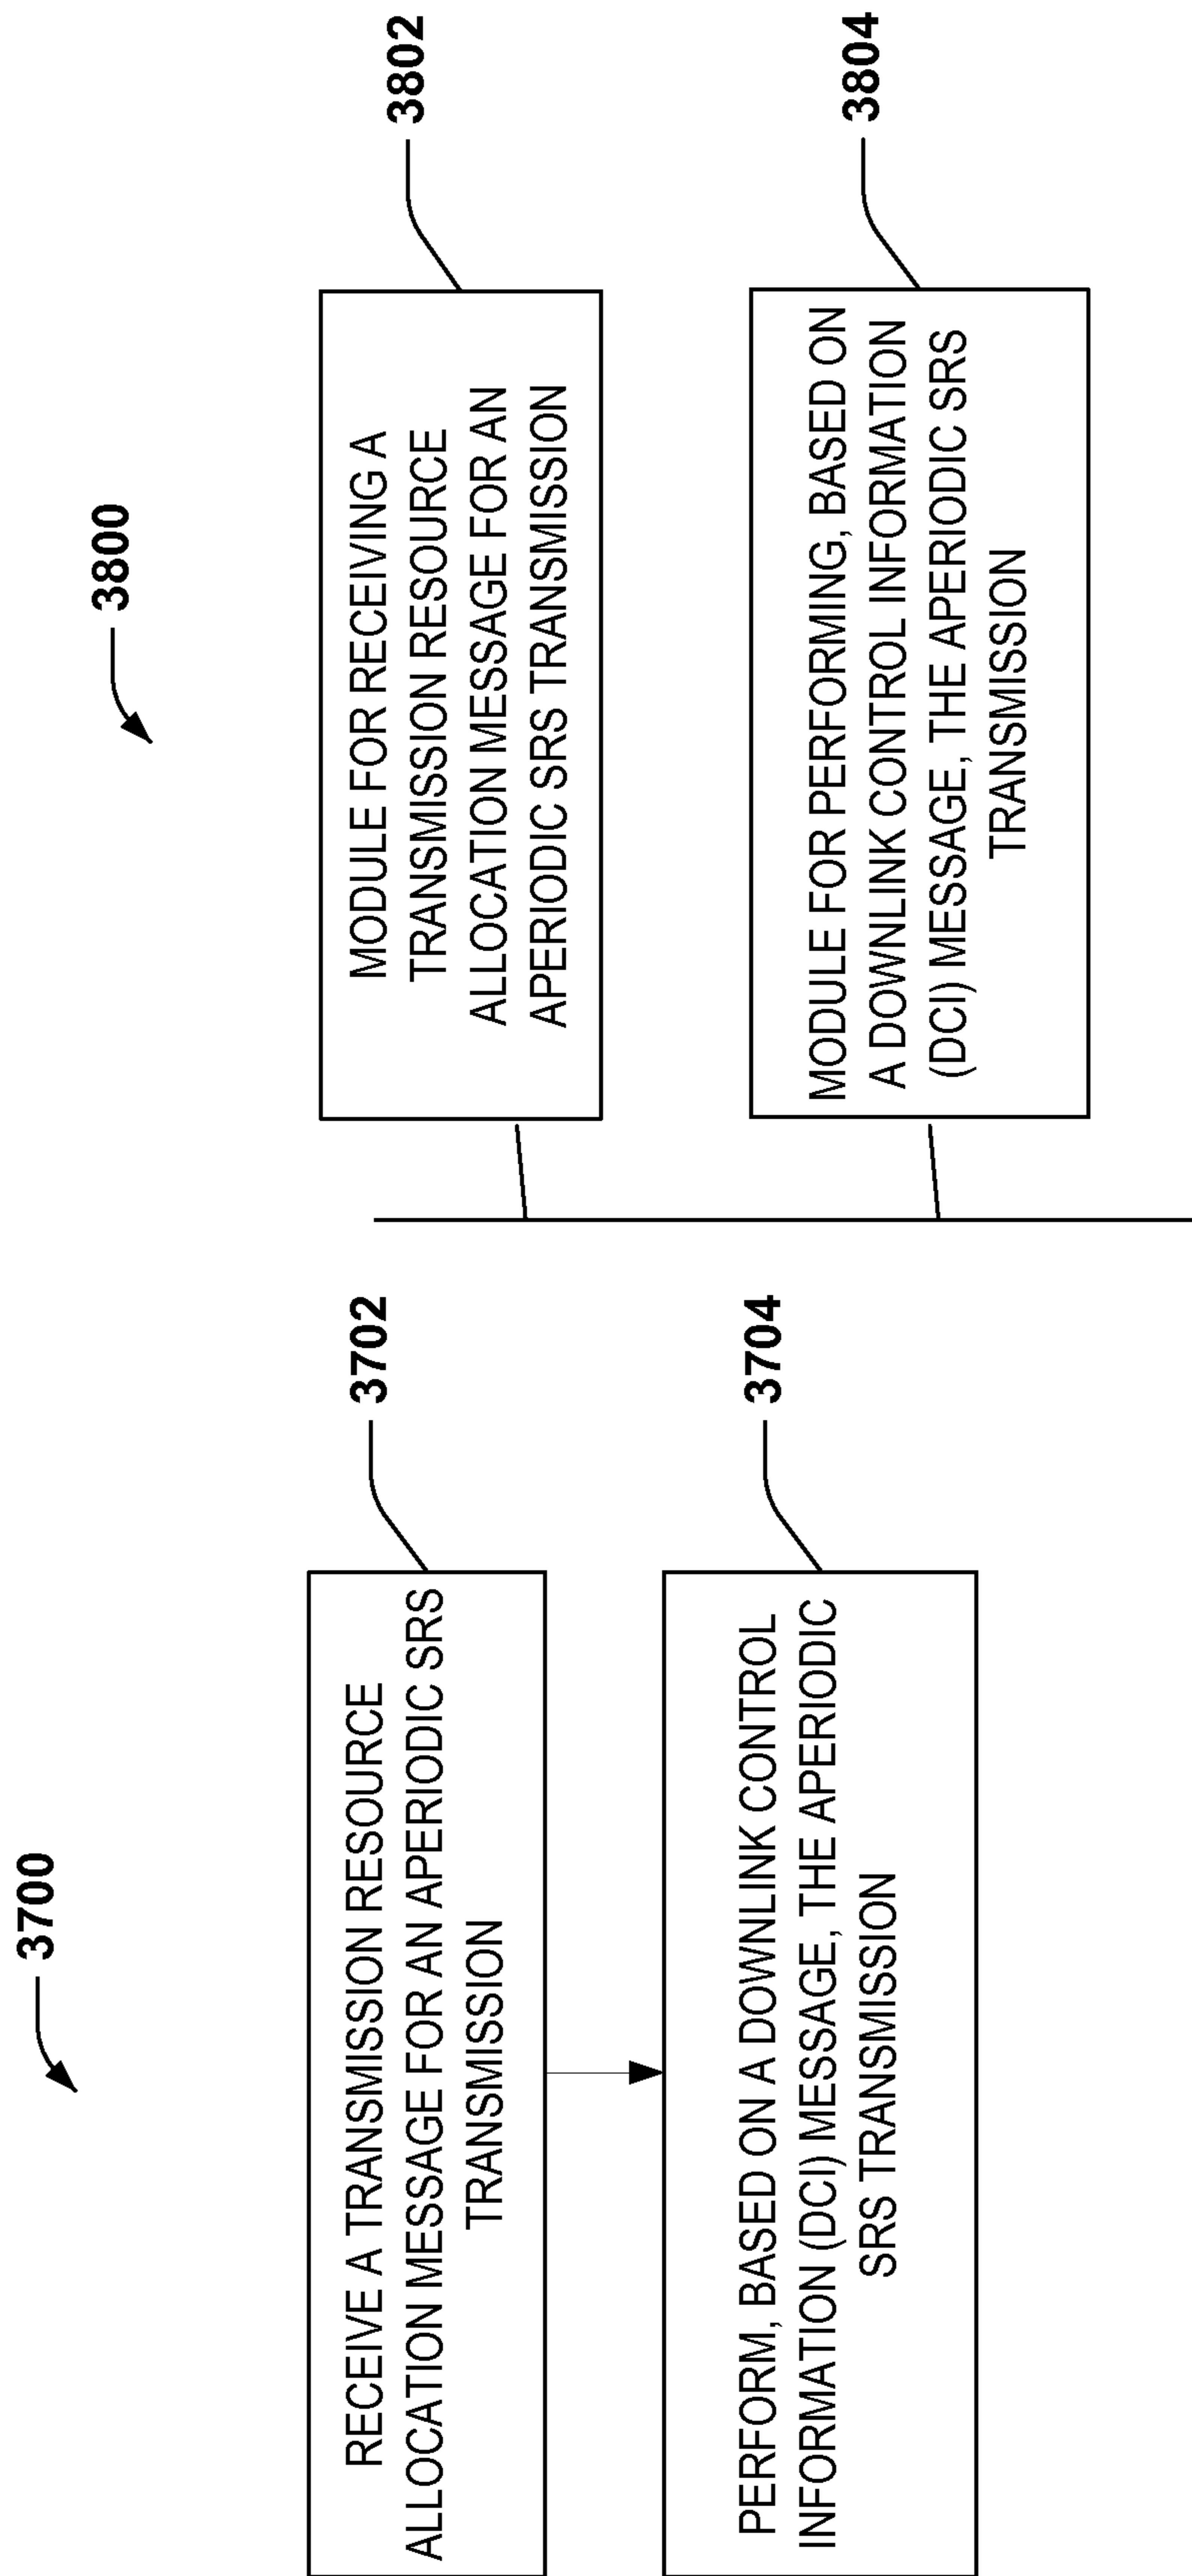 3700
RECEIVE A TRANSMISSION RESOURCE
ALLOCATION MESSAGE FOR AN APERIODIC SRS
TRANSMISSION
3702
PERFORM, BASED ON A DOWNLINK CONTROL
INFORMATION (DCI) MESSAGE, THE APERIODIC
SRS TRANSMISSION
3704
3800
MODULE FOR RECEIVING A
TRANSMISSION RESOURCE
ALLOCATION MESSAGE FOR AN
APERIODIC SRS TRANSMISSION
3802
MODULE FOR PERFORMING, BASED ON
A DOWNLINK CONTROL INFORMATION
(DCI) MESSAGE, THE APERIODIC SRS
TRANSMISSION
3804